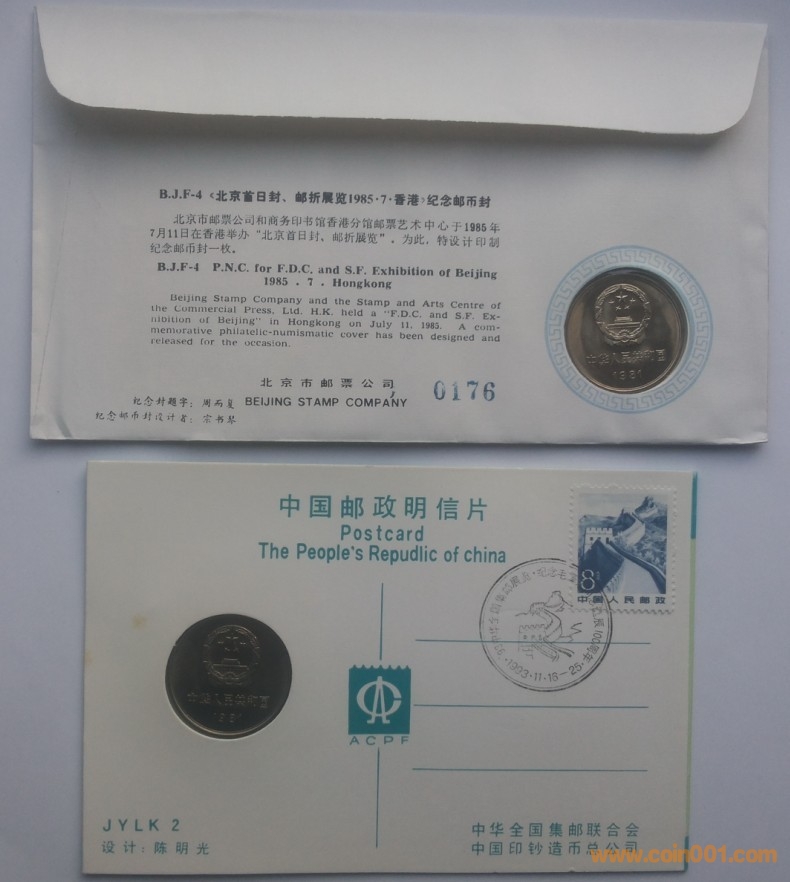 B.J.F-4《北京首日封、邮折展览1985·7·香港》纪念邮币封
北京市邮票公司和商务印书馆香港分馆邮票艺术中心于1985年
7月11日在香港举办“北京首日封、邮折展览”。为此，特设计印制
纪念邮币封一枚。
B.J.F-4 P.N.C. for F.D.C. and S.F. Exhibition of Beijing
1985 . 7 . Hongkong
Beijing Stamp Company and the Stamp and Arts Centre of
the Commercial Press, Ltd. H.K. held a "F.D.C. and S.F. Ex-
hibition of Beijing" in Hongkong on July 11, 1985. A com-
memorative philatelic-numismatic cover has been designed and
released for the occasion.
北京市邮票公司
BEIJING STAMP COMPANY
0176
纪念封题字：周而复
纪念邮币封设计者：宗书琴
中华人民共和国
1981
中国邮政明信片
Postcard
The People's Repudlic of china
8
中国人民邮政
1993·11·16-25
中华人民共和国
1981
ACPF
JYLK 2
设计：陈明光
中华全国集邮联合会
中国印钞造币总公司
www.coin001.com